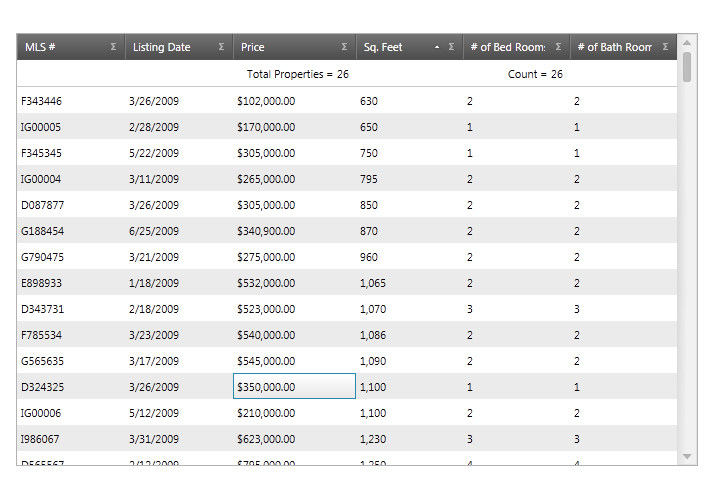 MLS # Σ Listing Date Σ Price Σ Sq. Feet Σ # of Bed Room: Σ # of Bath Room Σ
Total Properties = 26 Count = 26
F343446 3/26/2009 $102,000.00 630 2 2
IG00005 2/28/2009 $170,000.00 650 1 1
F345345 5/22/2009 $305,000.00 750 1 1
IG00004 3/11/2009 $265,000.00 795 2 2
D087877 3/26/2009 $305,000.00 850 2 2
G188454 6/25/2009 $340,900.00 870 2 2
G790475 3/21/2009 $275,000.00 960 2 2
E898933 1/18/2009 $532,000.00 1,065 2 2
D343731 2/18/2009 $523,000.00 1,070 3 3
F785534 3/23/2009 $540,000.00 1,086 2 2
G565635 3/17/2009 $545,000.00 1,090 2 2
D324325 3/26/2009 $350,000.00 1,100 1 1
IG00006 5/12/2009 $210,000.00 1,100 2 2
I986067 3/31/2009 $623,000.00 1,230 3 3
2/12/2009 $795,000.00 1,250 4 4